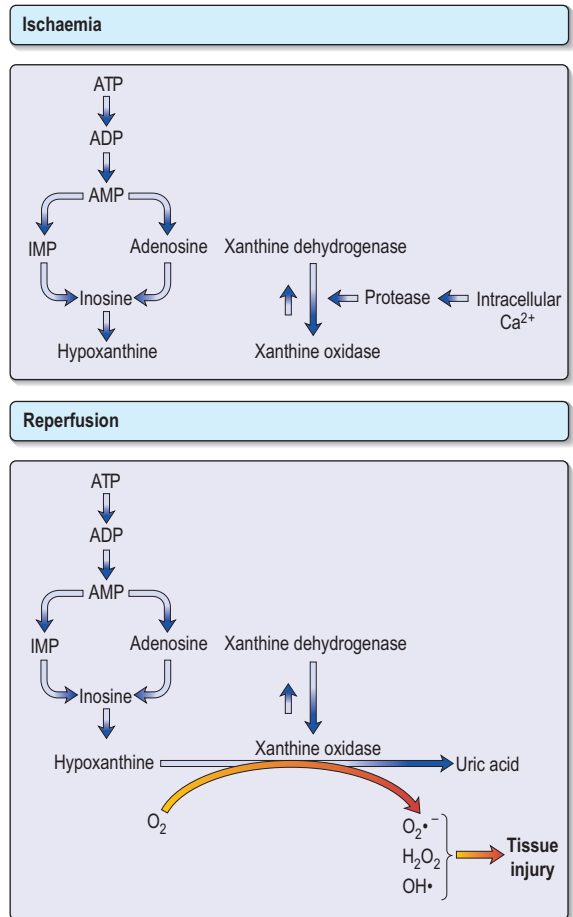 Ischaemia
ATP
ADP
AMP
IMP
Adenosine
Xanthine dehydrogenase
Inosine
Protease
Intracellular
Ca²⁺
Hypoxanthine
Xanthine oxidase
Reperfusion
ATP
ADP
AMP
IMP
Adenosine
Xanthine dehydrogenase
Inosine
Hypoxanthine
Xanthine oxidase
Uric acid
O₂
O₂•⁻
H₂O₂
OH•
Tissue
injury